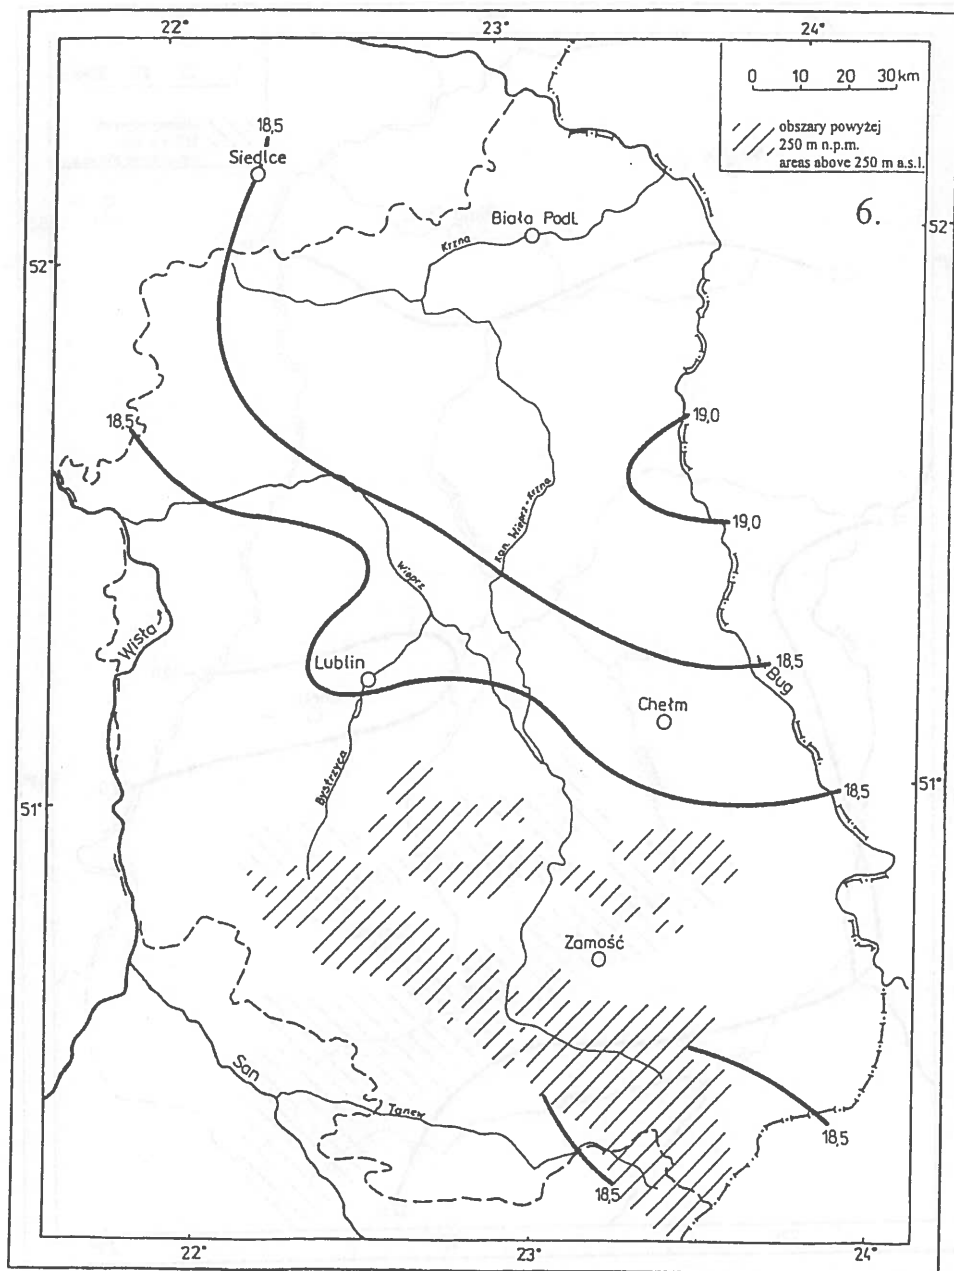 22°
23°
24°
0 10 20 30 km
obszary powyżej
250 m n.p.m.
areas above 250 m a.s.l.
6.
18,5
Siedlce
Biała Podl.
Krzna
52°
52°
18,5
19,0
19,0
Kan. Wieprz-Krzna
Wieprz
Wisła
Lublin
18,5
Bug
Chełm
Bystrzyca
51°
51°
18,5
Zamość
San
Tanew
18,5
18,5
22°
23°
24°